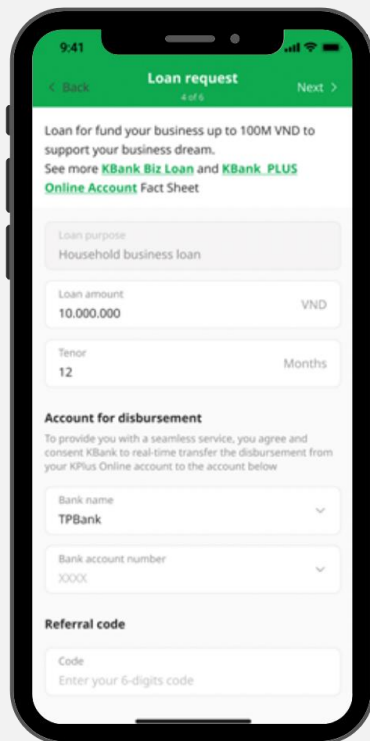 9:41
< Back
Loan request
Next >
4 of 6
Loan for fund your business up to 100M VND to
support your business dream.
See more KBank Biz Loan and KBank PLUS
Online Account Fact Sheet
Loan purpose
Household business loan
Loan amount
10.000.000
VND
Tenor
12
Months
Account for disbursement
To provide you with a seamless service, you agree and
consent KBank to real-time transfer the disbursement from
your KPlus Online account to the account below
Bank name
TPBank
Bank account number
XXXX
Referral code
Code
Enter your 6-digits code